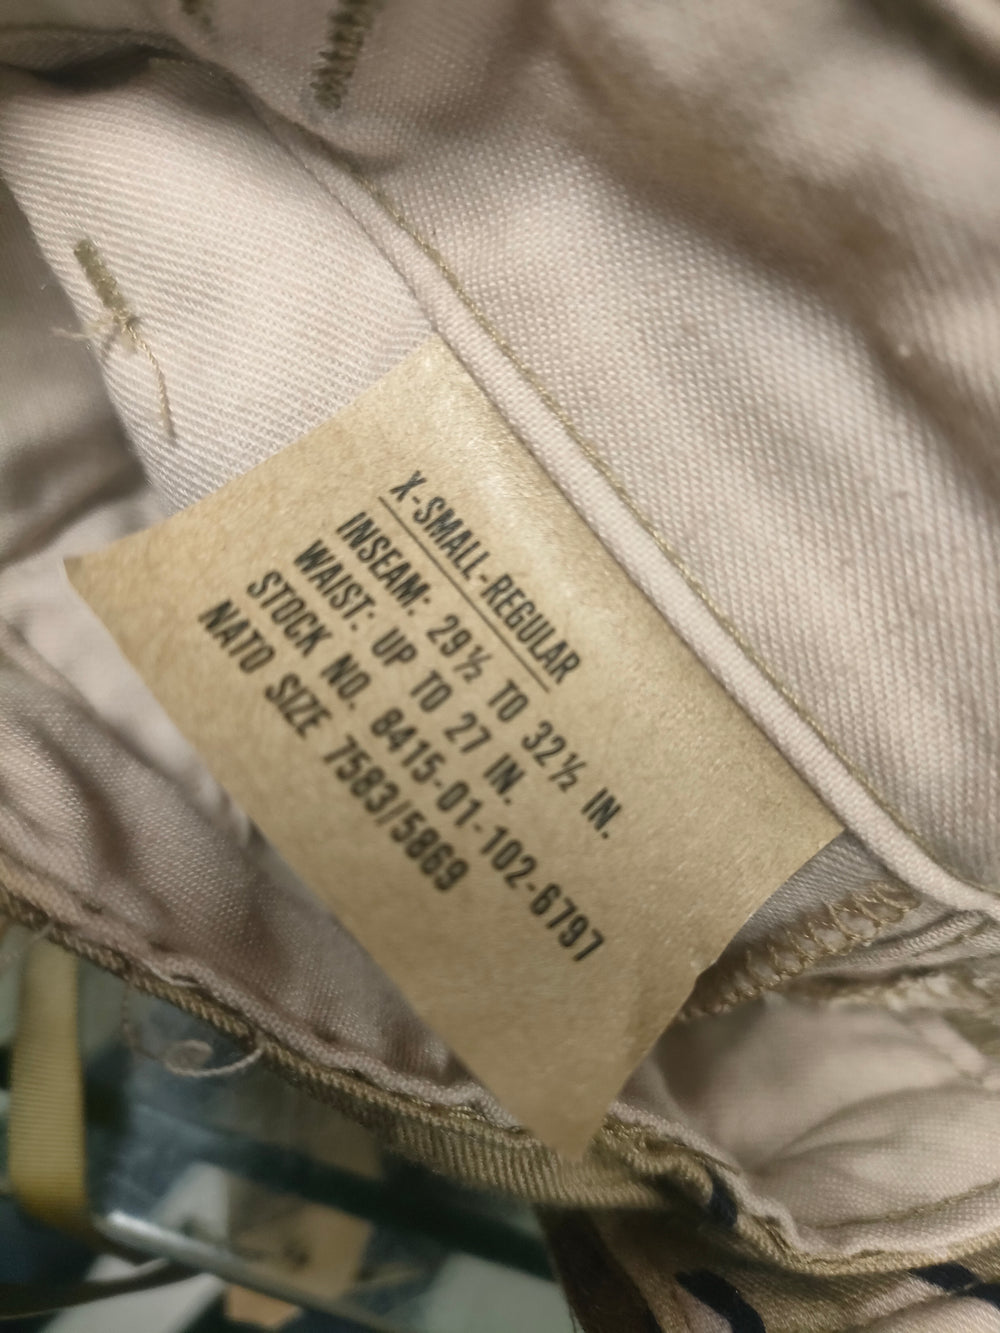 X-SMALL-REGULAR
INSEAM: 29½ TO 32½ IN.
WAIST: UP TO 27 IN.
STOCK NO. 8415-01-102-6797
NATO SIZE 7583/5869